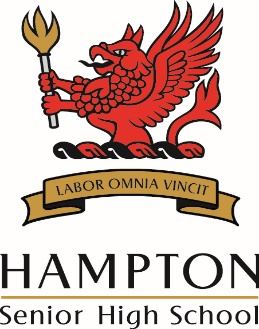 LABOR OMNIA VINCIT
HAMPTON
Senior High School